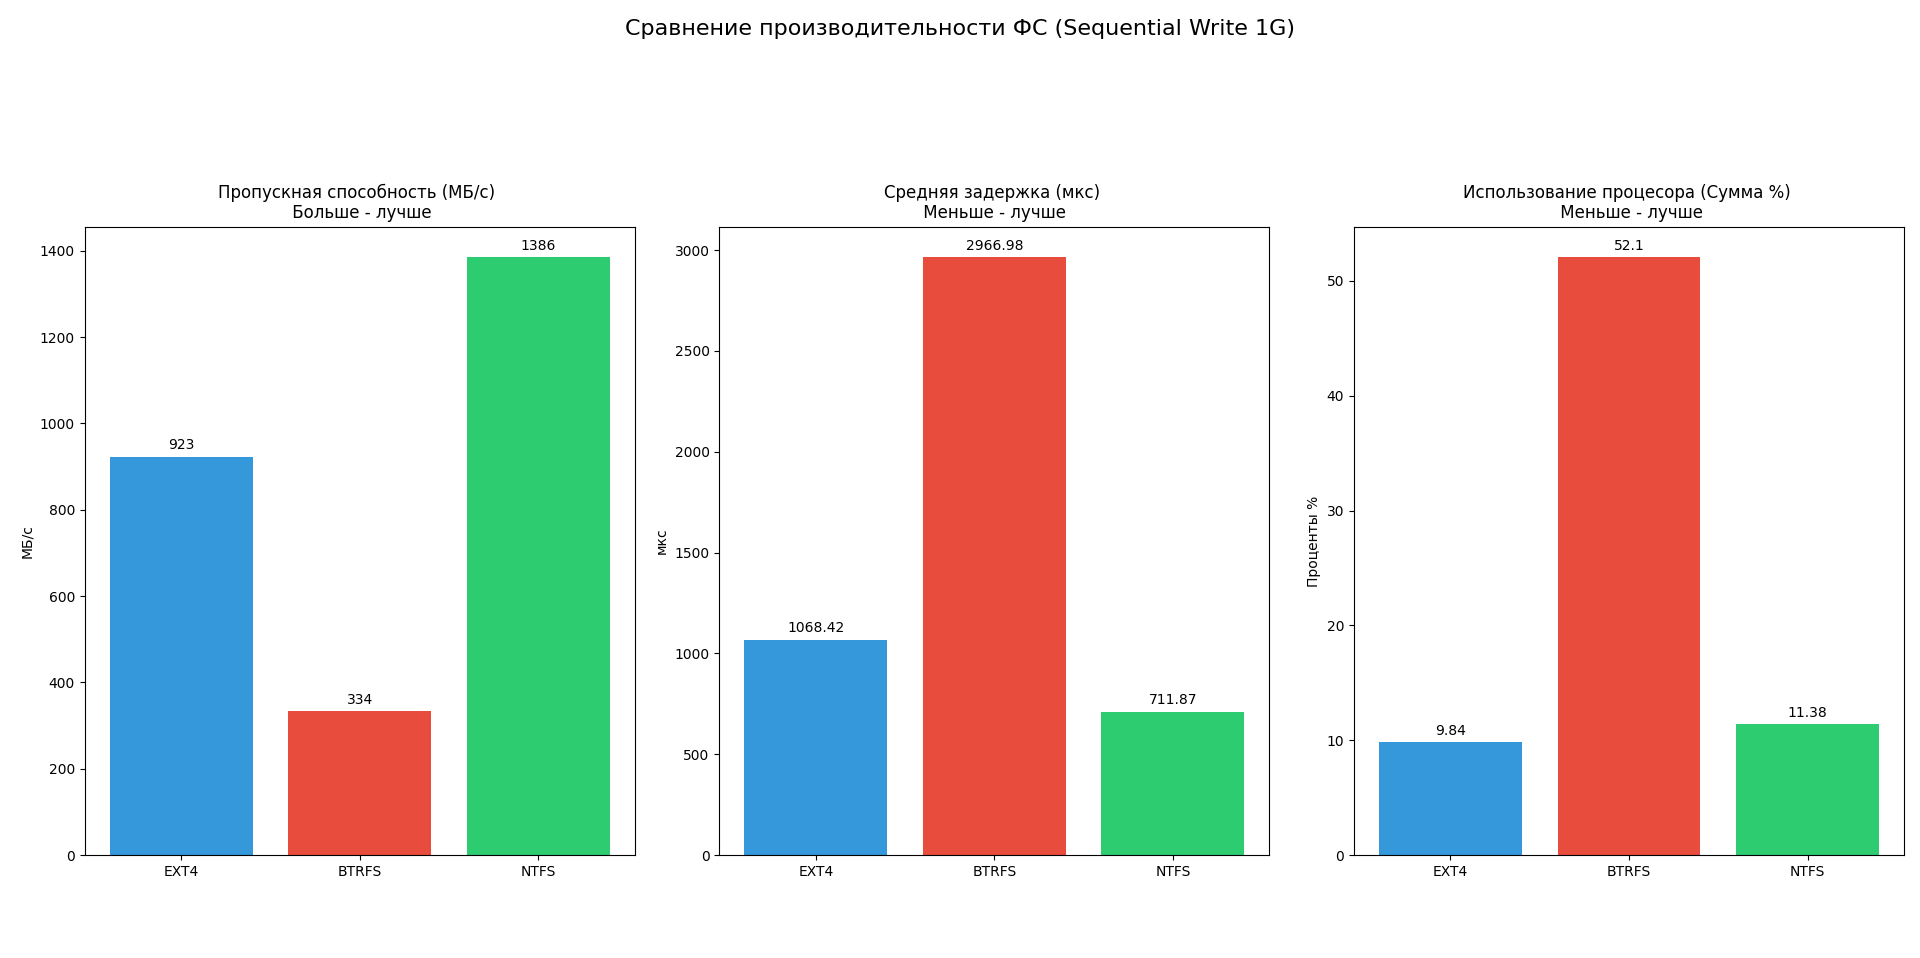 Сравнение производительности ФС (Sequential Write 1G)
Пропускная способность (МБ/с)
Больше - лучше
МБ/с
1400
1200
1000
800
600
400
200
0
923
334
1386
EXT4
BTRFS
NTFS
Средняя задержка (мкс)
Меньше - лучше
мкс
3000
2500
2000
1500
1000
500
0
1068.42
2966.98
711.87
EXT4
BTRFS
NTFS
Использование процесора (Сумма %)
Меньше - лучше
Проценты %
50
40
30
20
10
0
9.84
52.1
11.38
EXT4
BTRFS
NTFS